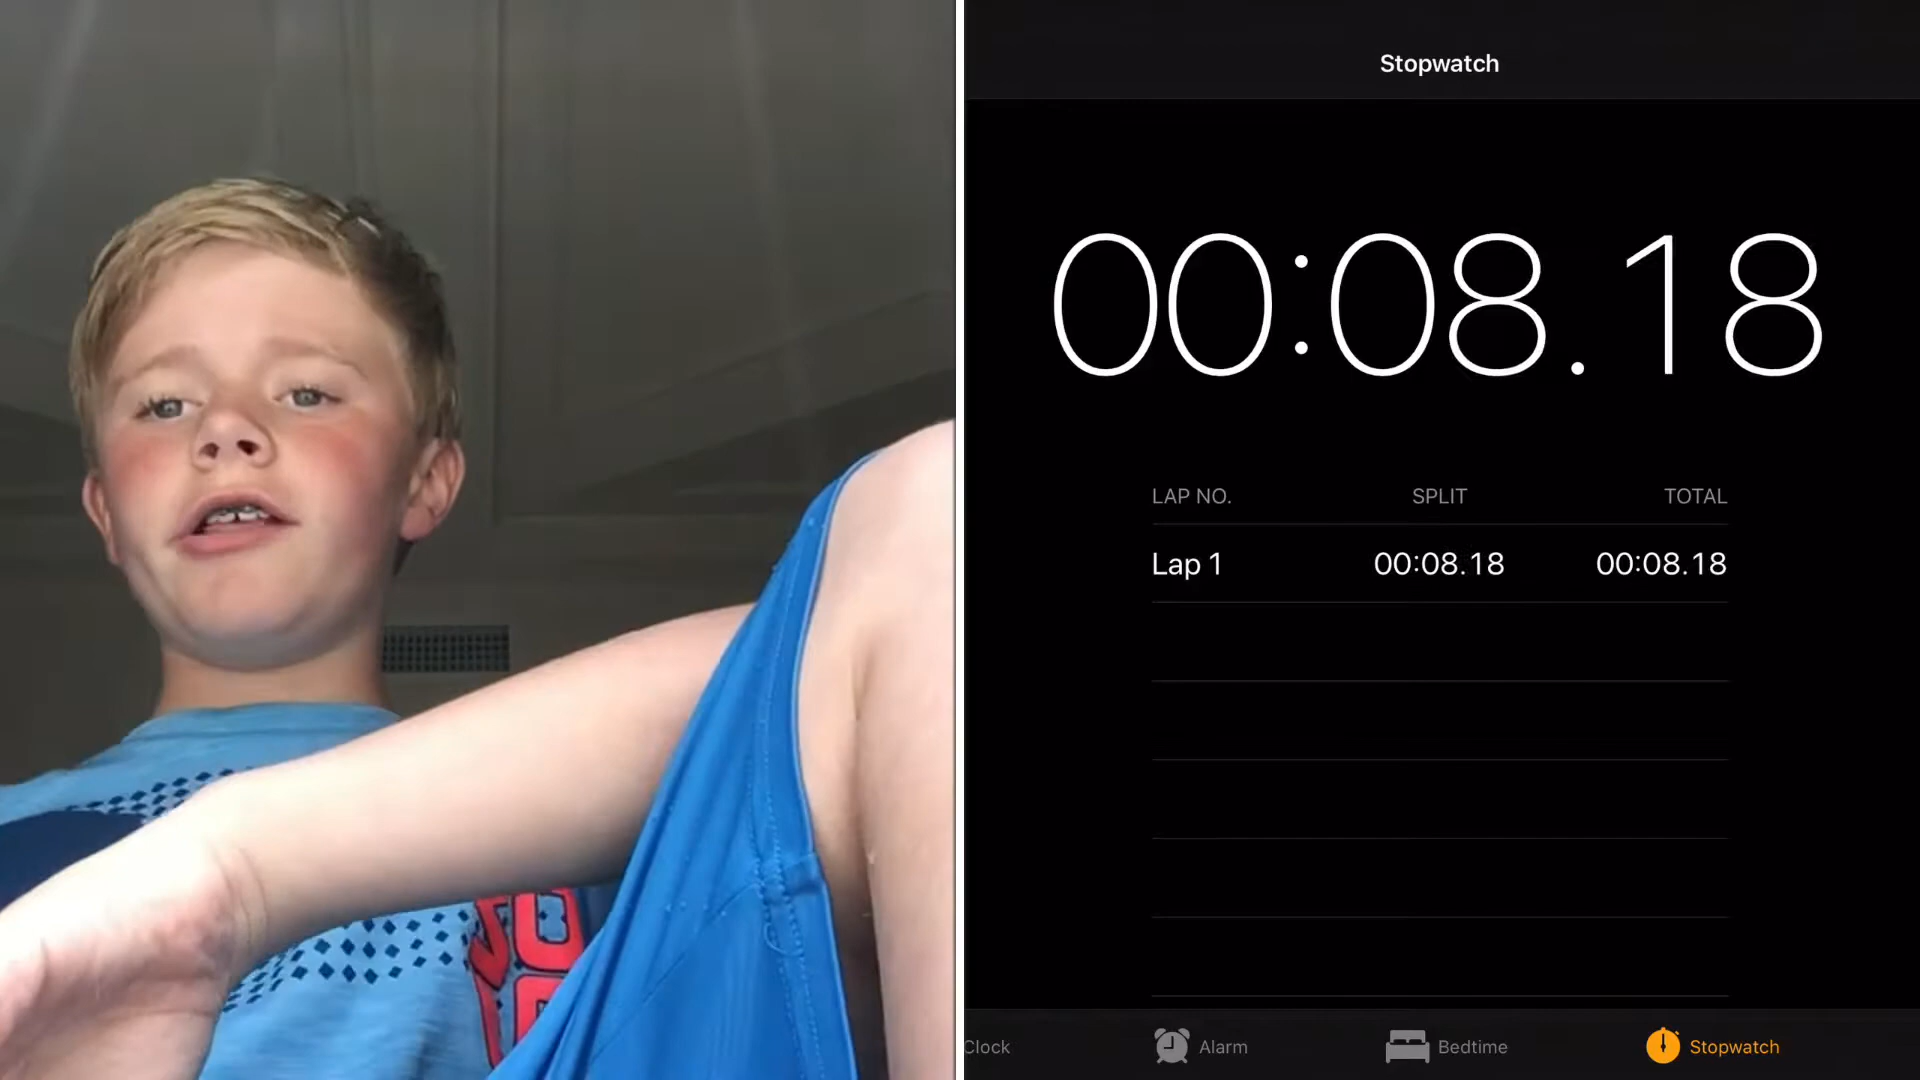 Stopwatch
00:08.18
LAP NO. SPLIT TOTAL
Lap 1 00:08.18 00:08.18
Clock Alarm Bedtime Stopwatch